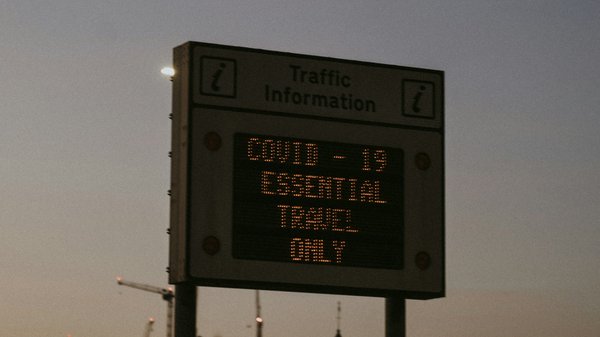 i Traffic i
Information
COVID - 19
ESSENTIAL
TRAVEL
ONLY